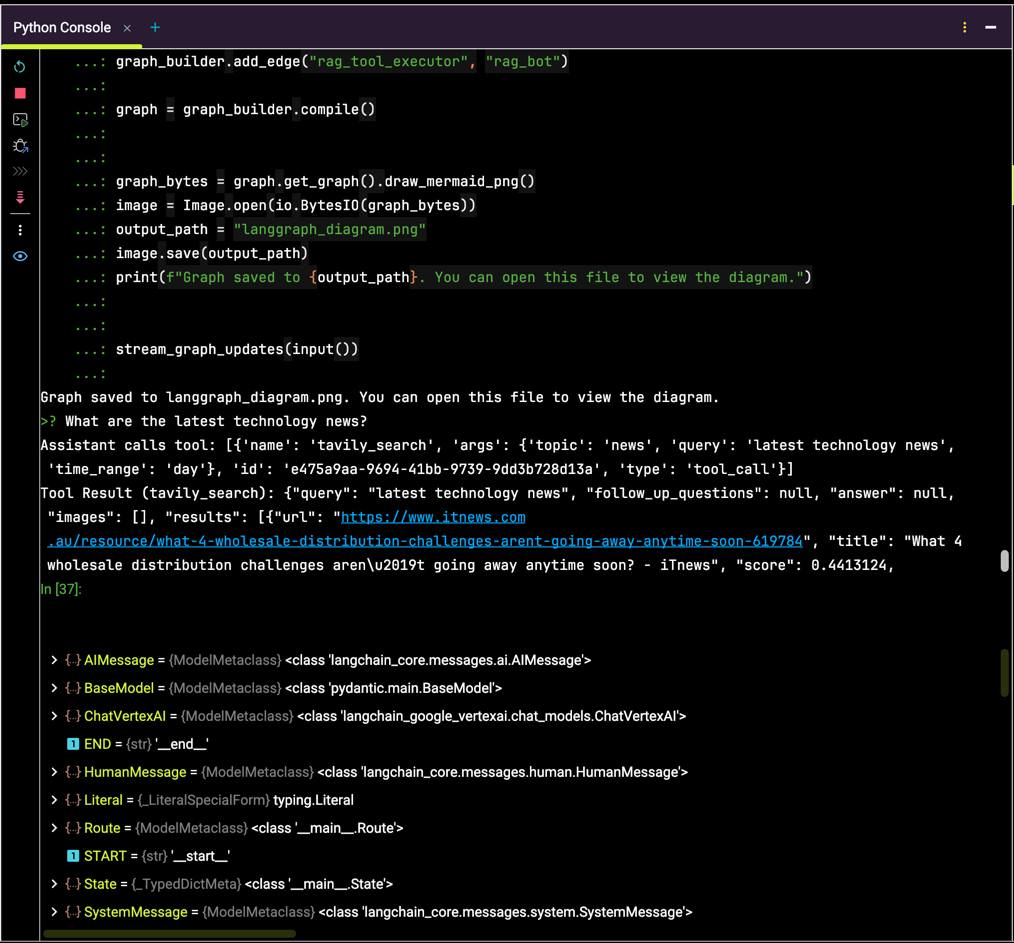 Python Console × +
...: graph_builder.add_edge("rag_tool_executor", "rag_bot")
...:
...: graph = graph_builder.compile()
...:
...:
...: graph_bytes = graph.get_graph().draw_mermaid_png()
...: image = Image.open(io.BytesIO(graph_bytes))
...: output_path = "langgraph_diagram.png"
...: image.save(output_path)
...: print(f"Graph saved to {output_path}. You can open this file to view the diagram.")
...:
...:
...: stream_graph_updates(input())
...:
Graph saved to langgraph_diagram.png. You can open this file to view the diagram.
>? What are the latest technology news?
Assistant calls tool: [{'name': 'tavily_search', 'args': {'topic': 'news', 'query': 'latest technology news',
'time_range': 'day'}, 'id': 'e475a9aa-9694-41bb-9739-9dd3b728d13a', 'type': 'tool_call'}]
Tool Result (tavily_search): {"query": "latest technology news", "follow_up_questions": null, "answer": null,
"images": [], "results": [{"url": "https://www.itnews.com
.au/resource/what-4-wholesale-distribution-challenges-arent-going-away-anytime-soon-619784", "title": "What 4
wholesale distribution challenges aren\u2019t going away anytime soon? - iTnews", "score": 0.4413124,
In [37]:
> {..} AIMessage = {ModelMetaclass} <class 'langchain_core.messages.ai.AIMessage'>
> {..} BaseModel = {ModelMetaclass} <class 'pydantic.main.BaseModel'>
> {..} ChatVertexAI = {ModelMetaclass} <class 'langchain_google_vertexai.chat_models.ChatVertexAI'>
1 END = {str} '__end__'
> {..} HumanMessage = {ModelMetaclass} <class 'langchain_core.messages.human.HumanMessage'>
> {..} Literal = {_LiteralSpecialForm} typing.Literal
> {..} Route = {ModelMetaclass} <class '__main__.Route'>
1 START = {str} '__start__'
> {..} State = {_TypedDictMeta} <class '__main__.State'>
> {..} SystemMessage = {ModelMetaclass} <class 'langchain_core.messages.system.SystemMessage'>